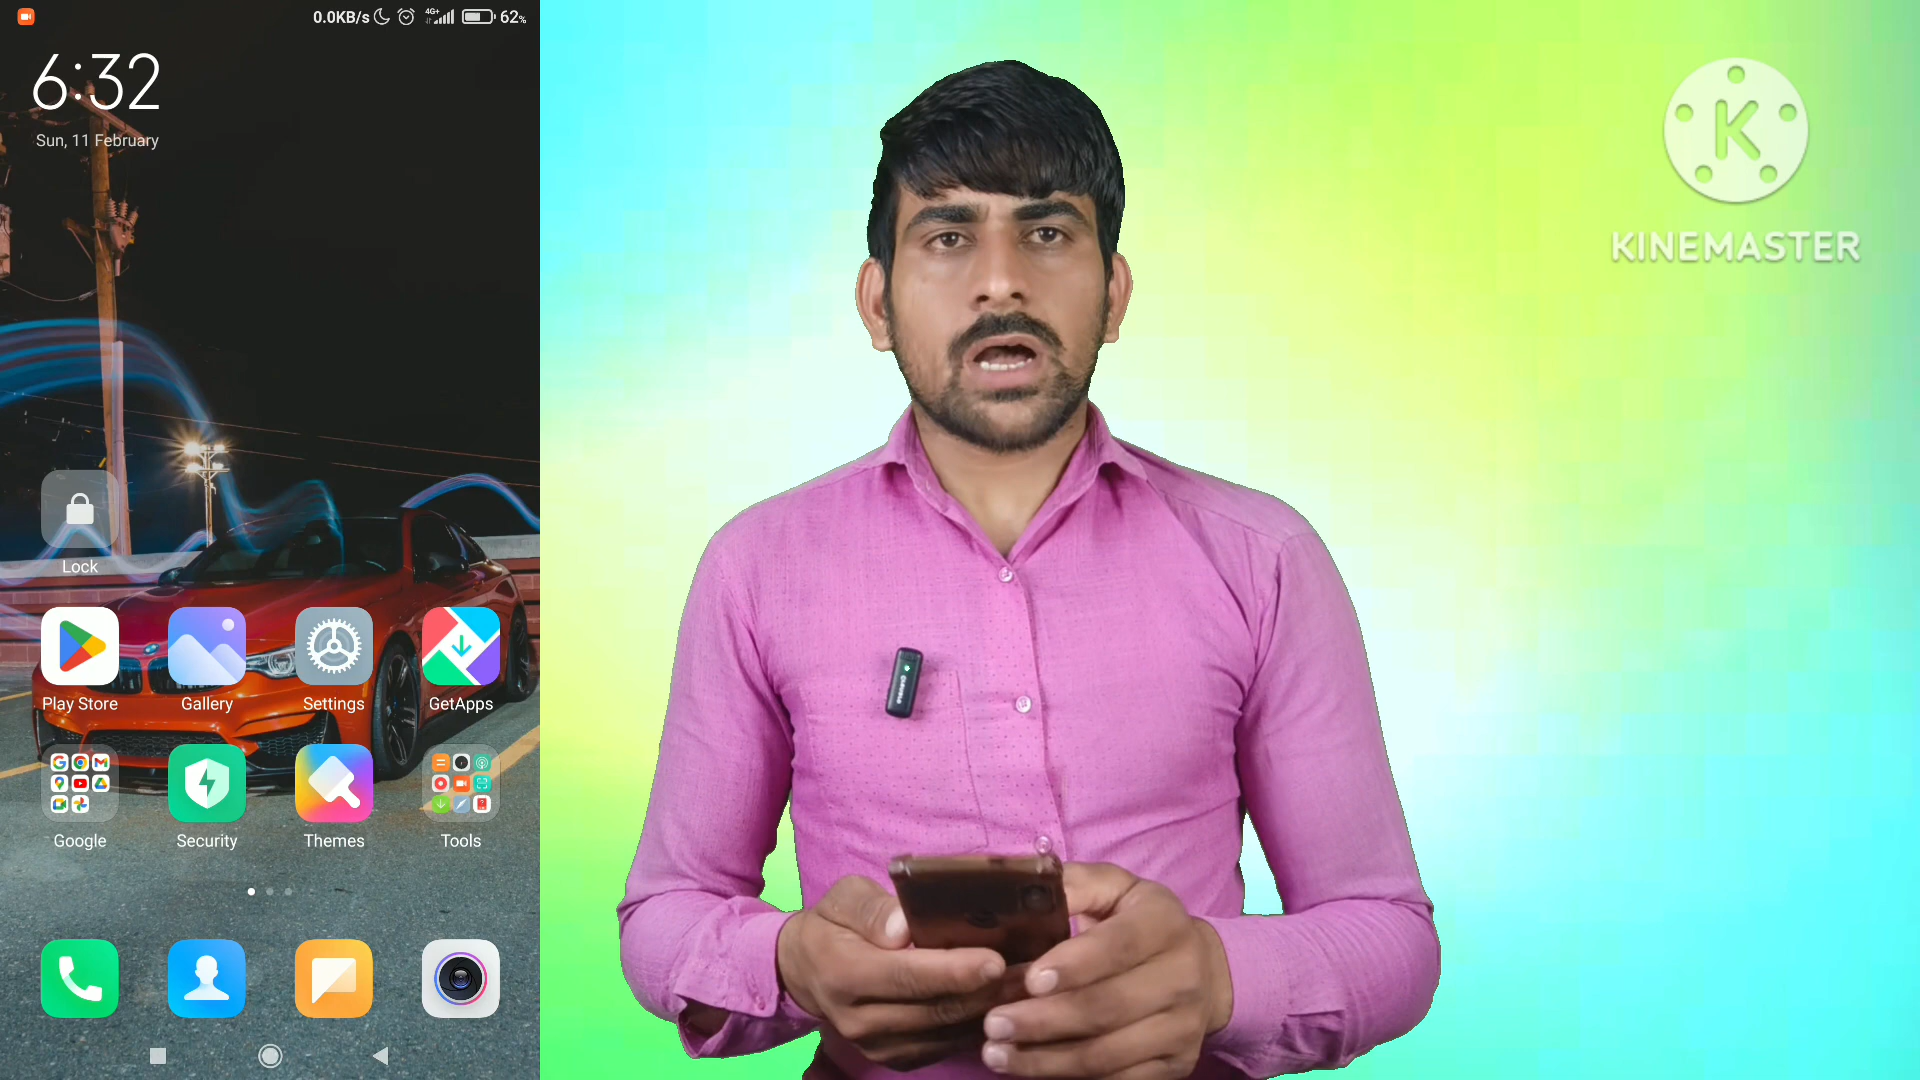 0.0KB/s 4G+ 62%
6:32
Sun, 11 February
Lock
Play Store Gallery Settings GetApps
Google Security Themes Tools
K
KINEMASTER